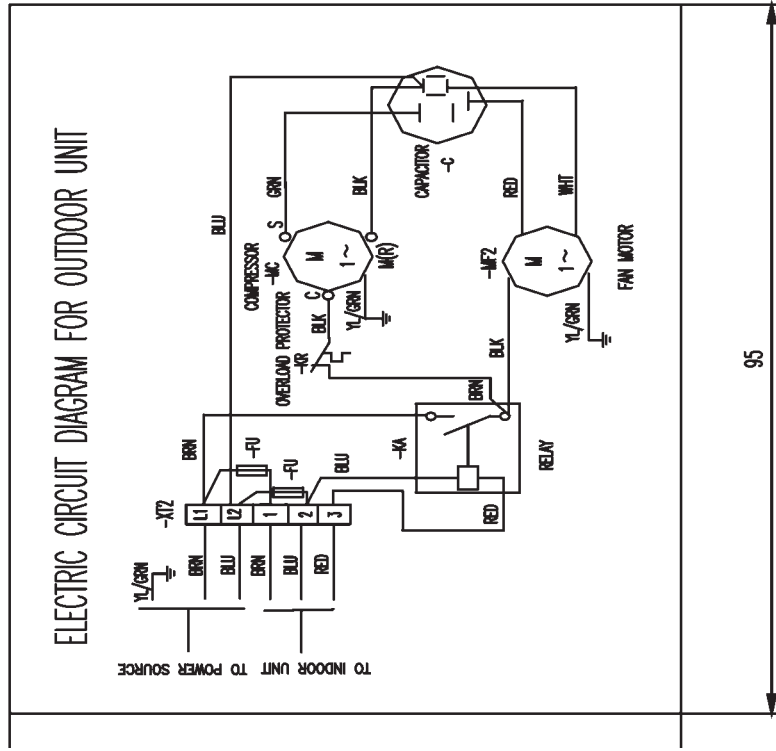 ELECTRIC CIRCUIT DIAGRAM FOR OUTDOOR UNIT
TO POWER SOURCE
TO INDOOR UNIT
YL/GRN
BRN
BLU
BRN
BLU
RED
-XT2
L1
L2
1
2
3
BRN
-FU
-FU
BLU
RED
BLU
OVERLOAD PROTECTOR
-KR
BLK
COMPRESSOR
-MC
C
S
M
1~
M(R)
YL/GRN
GRN
BLK
CAPACITOR
-C
-KA
BRN
RELAY
BLK
-MF2
M
1~
YL/GRN
FAN MOTOR
RED
WHT
95